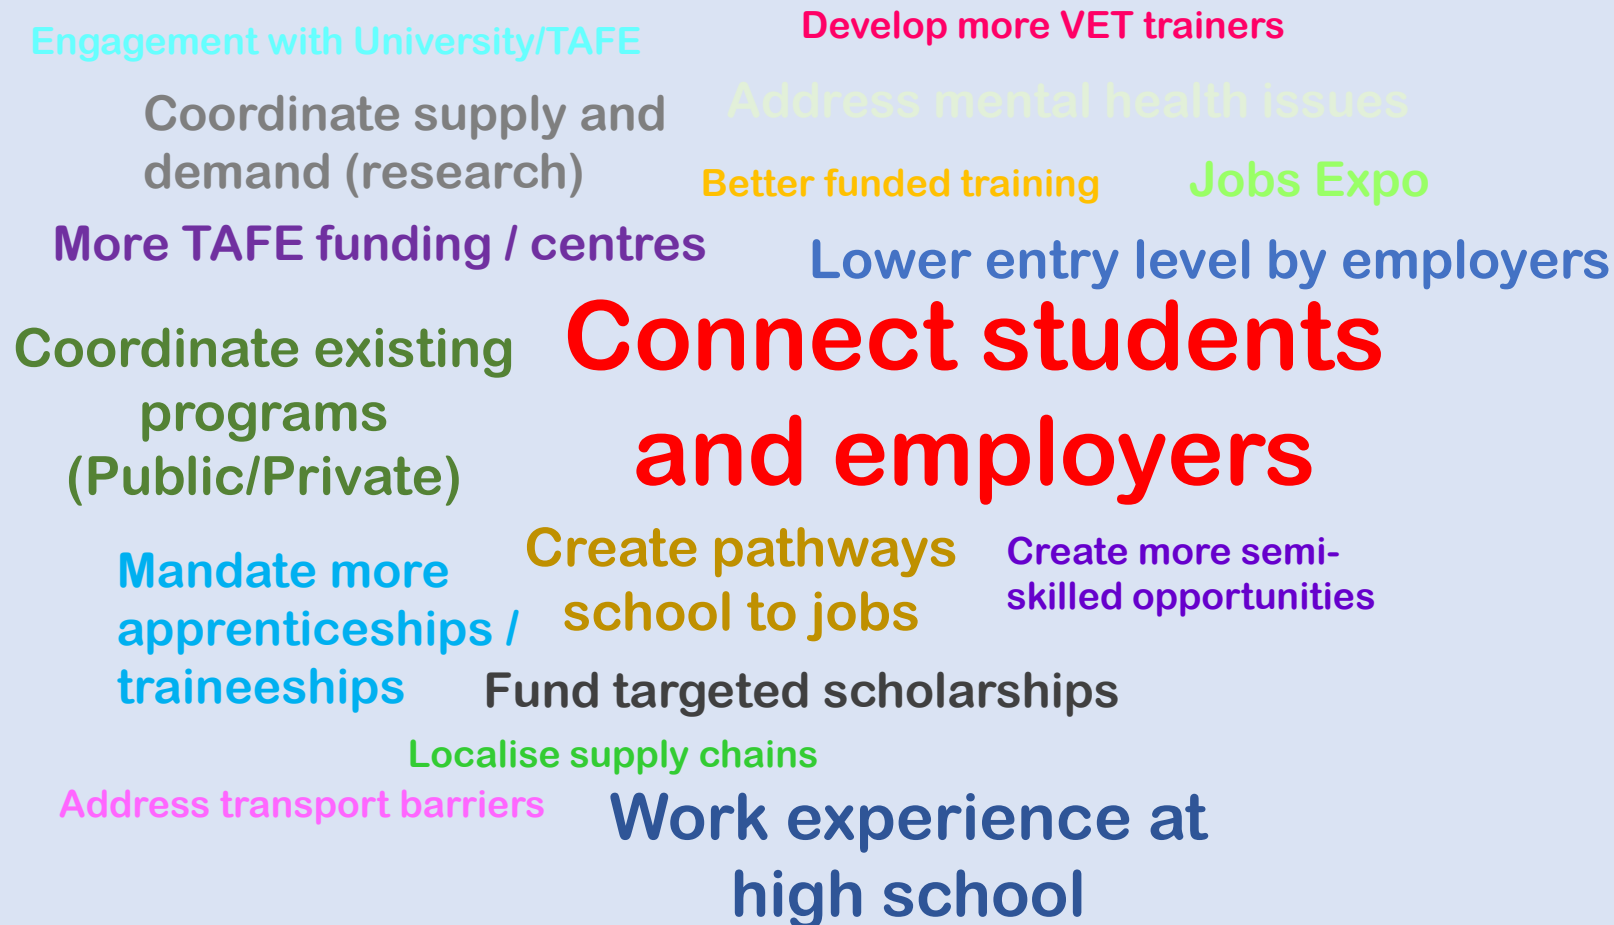 Engagement with University/TAFE
Develop more VET trainers
Coordinate supply and
demand (research)
Address mental health issues
Better funded training
Jobs Expo
More TAFE funding / centres
Lower entry level by employers
Connect students
and employers
Coordinate existing
programs
(Public/Private)
Create pathways
school to jobs
Create more semi-
skilled opportunities
Mandate more
apprenticeships /
traineeships
Fund targeted scholarships
Localise supply chains
Address transport barriers
Work experience at
high school